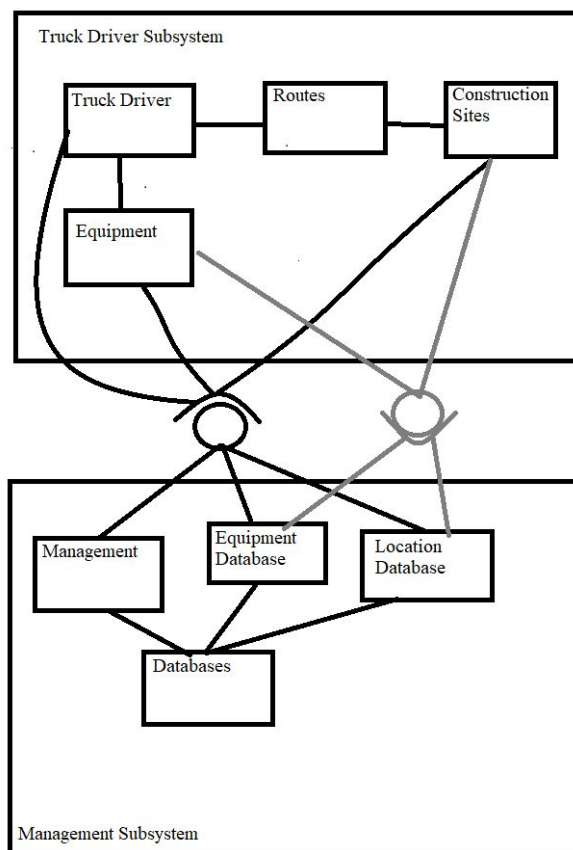 Truck Driver Subsystem
Truck Driver
Routes
Construction
Sites
Equipment
Management
Equipment
Database
Location
Database
Databases
Management Subsystem